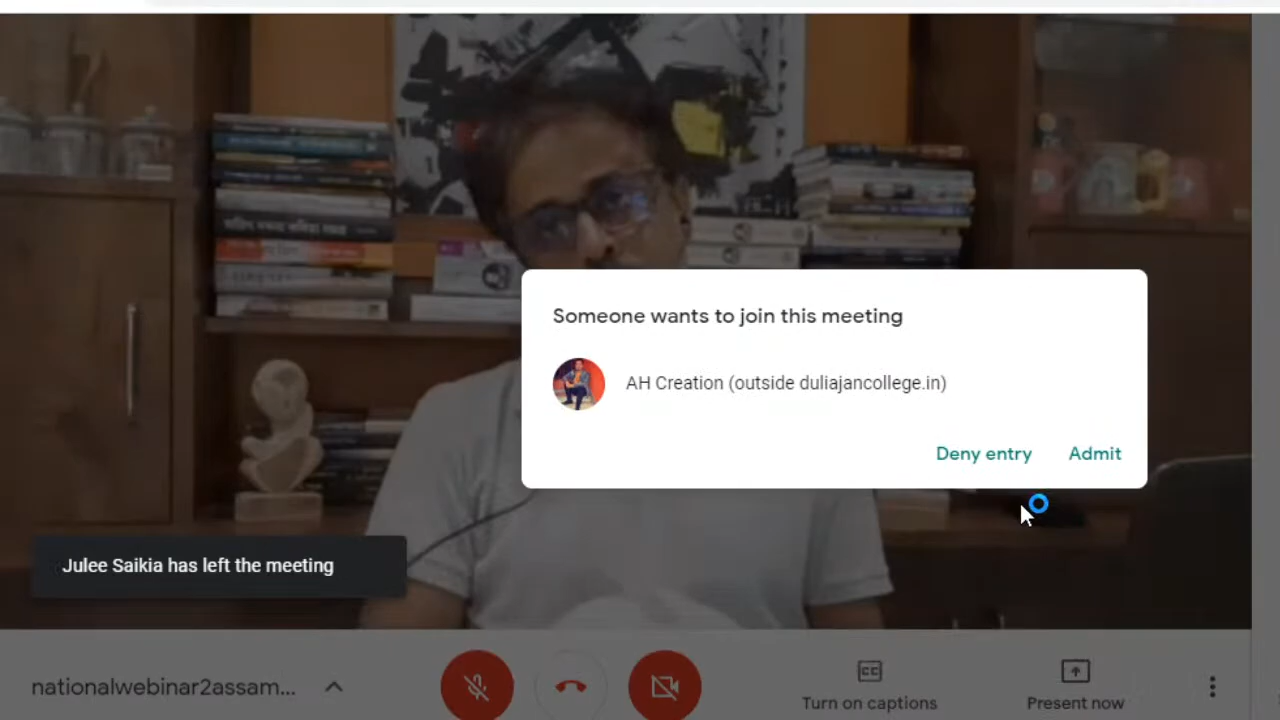 Someone wants to join this meeting
AH Creation (outside duliajancollege.in)
Deny entry
Admit
Julee Saikia has left the meeting
nationalwebinar2assam...
Turn on captions
Present now